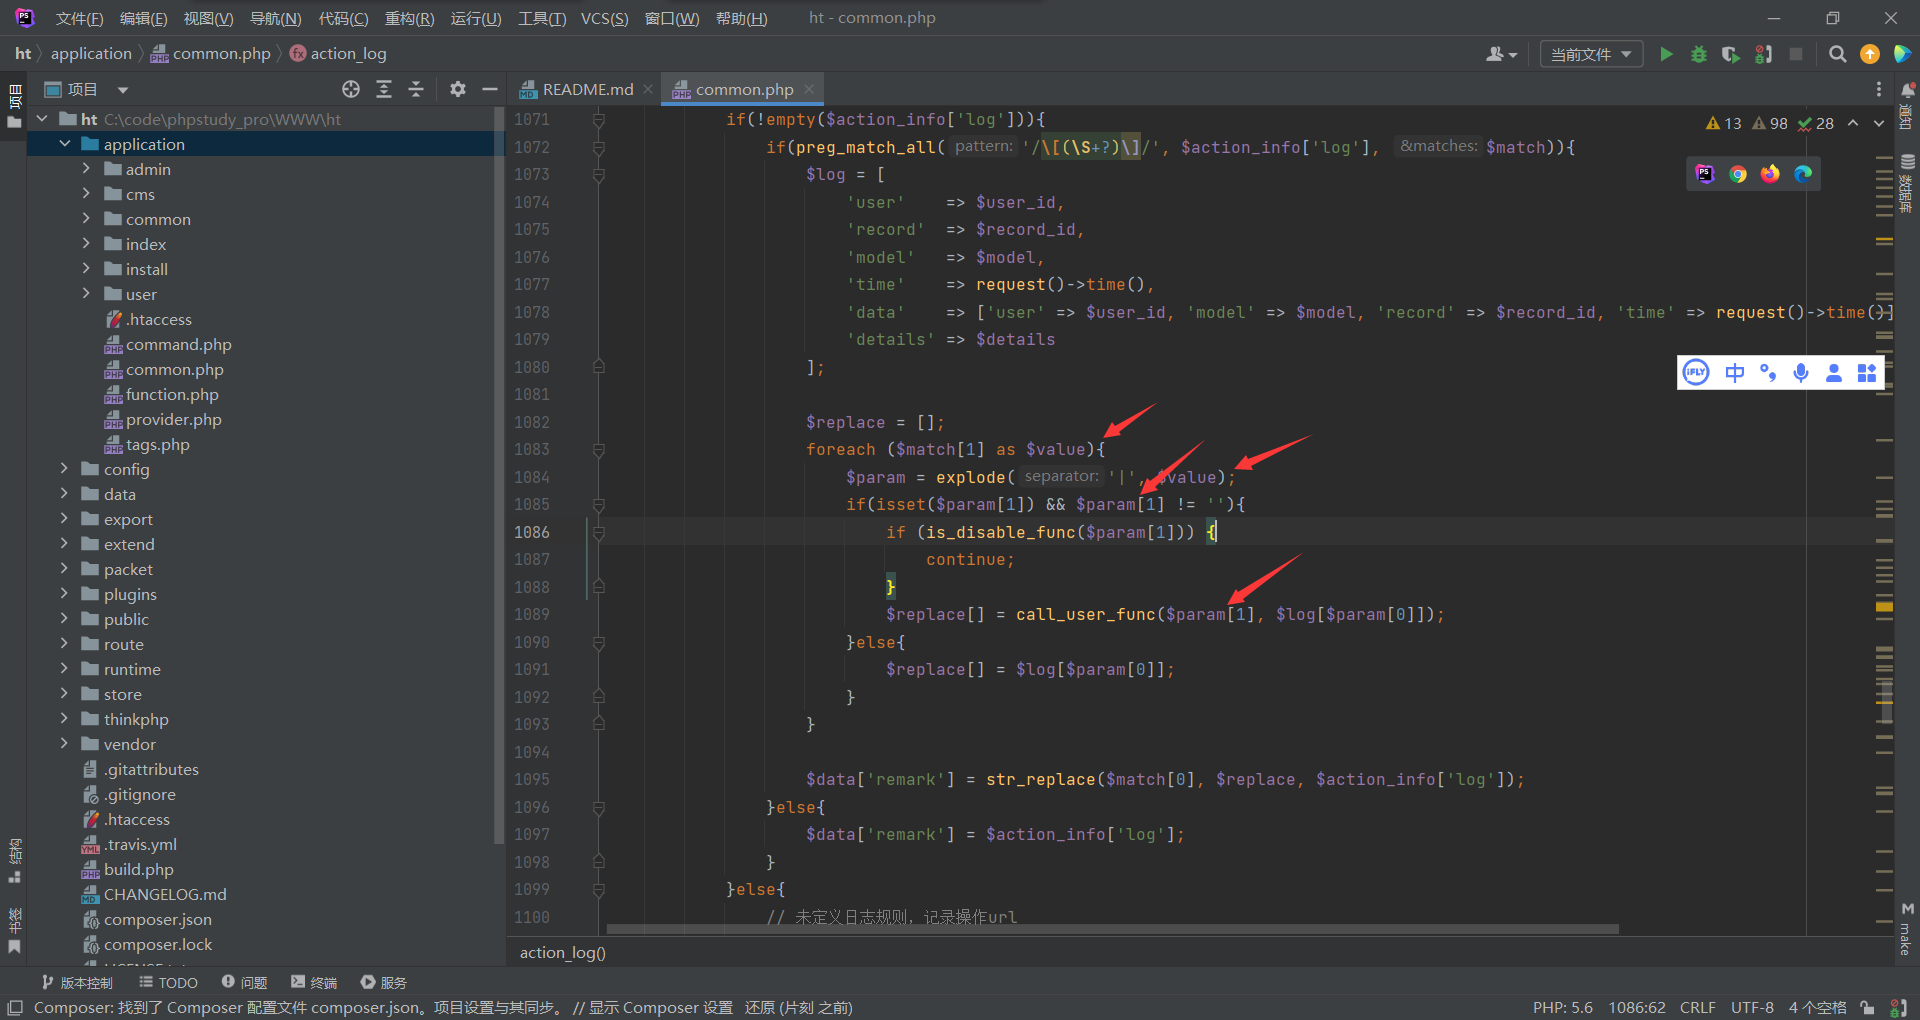 文件(F) 编辑(E) 视图(V) 导航(N) 代码(C) 重构(R) 运行(U) 工具(T) VCS(S) 窗口(W) 帮助(H) ht - common.php
ht application common.php action_log 当前文件
项目
README.md common.php
项目
通知
数据库
结构
书签
make
ht C:\code\phpstudy_pro\WWW\ht
application
admin
cms
common
index
install
user
.htaccess
command.php
common.php
function.php
provider.php
tags.php
config
data
export
extend
packet
plugins
public
route
runtime
store
thinkphp
vendor
.gitattributes
.gitignore
.htaccess
.travis.yml
build.php
CHANGELOG.md
composer.json
composer.lock
13 98 28
iFLY 中
1071 if(!empty($action_info['log'])){
1072 if(preg_match_all( pattern: '/\[(\S+?)\]/', $action_info['log'], &matches: $match)){
1073 $log = [
1074 'user' => $user_id,
1075 'record' => $record_id,
1076 'model' => $model,
1077 'time' => request()->time(),
1078 'data' => ['user' => $user_id, 'model' => $model, 'record' => $record_id, 'time' => request()->time()]
1079 'details' => $details
1080 ];
1081
1082 $replace = [];
1083 foreach ($match[1] as $value){
1084 $param = explode( separator: '|', $value);
1085 if(isset($param[1]) && $param[1] != ''){
1086 if (is_disable_func($param[1])) {
1087 continue;
1088 }
1089 $replace[] = call_user_func($param[1], $log[$param[0]]);
1090 }else{
1091 $replace[] = $log[$param[0]];
1092 }
1093 }
1094
1095 $data['remark'] = str_replace($match[0], $replace, $action_info['log']);
1096 }else{
1097 $data['remark'] = $action_info['log'];
1098 }
1099 }else{
1100 // 未定义日志规则，记录操作url
action_log()
版本控制 TODO 问题 终端 服务
Composer: 找到了 Composer 配置文件 composer.json。项目设置与其同步。 // 显示 Composer 设置 还原 (片刻 之前) PHP: 5.6 1086:62 CRLF UTF-8 4 个空格